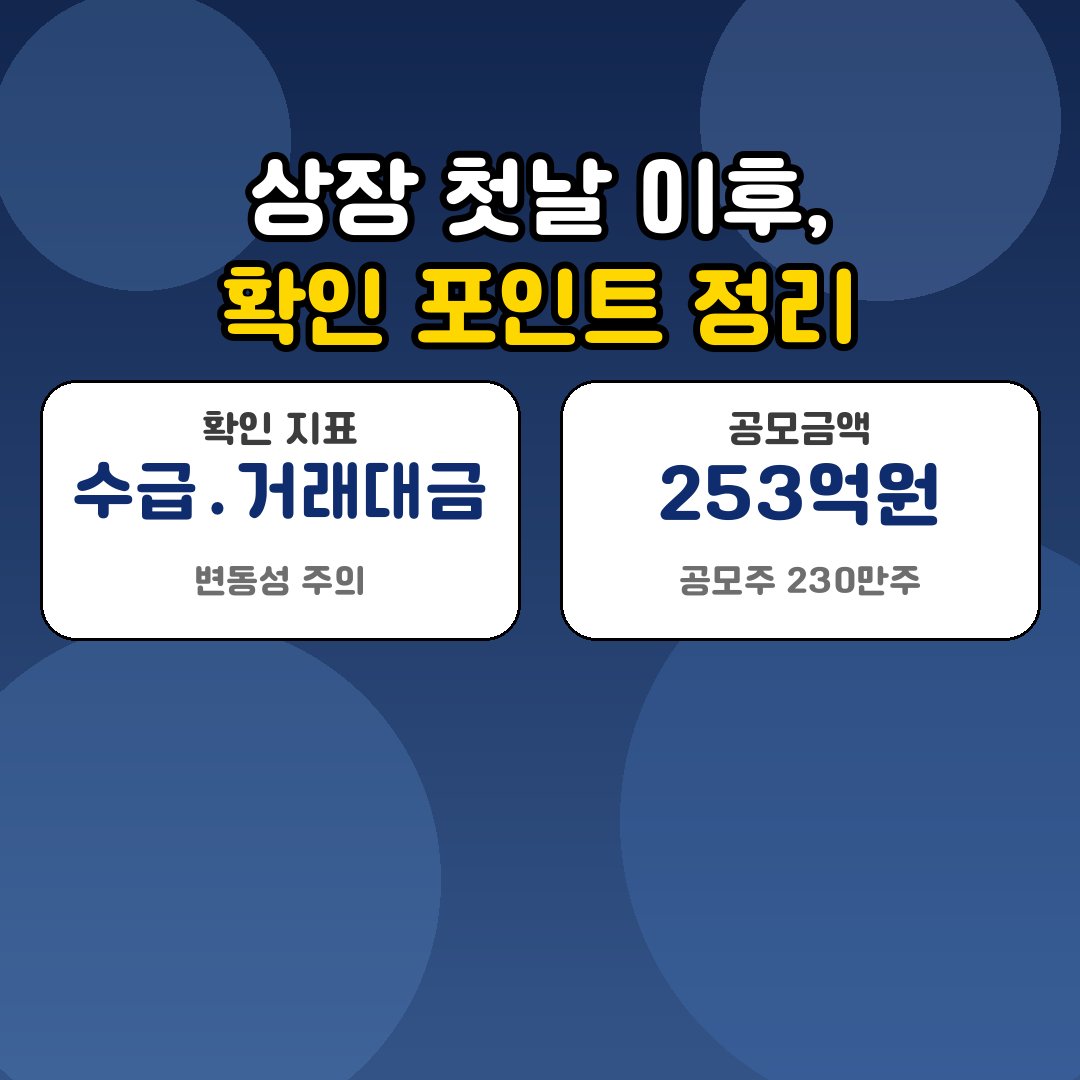 상장 첫날 이후,
확인 포인트 정리
확인 지표
수급.거래대금
변동성 주의
공모금액
253억원
공모주 230만주